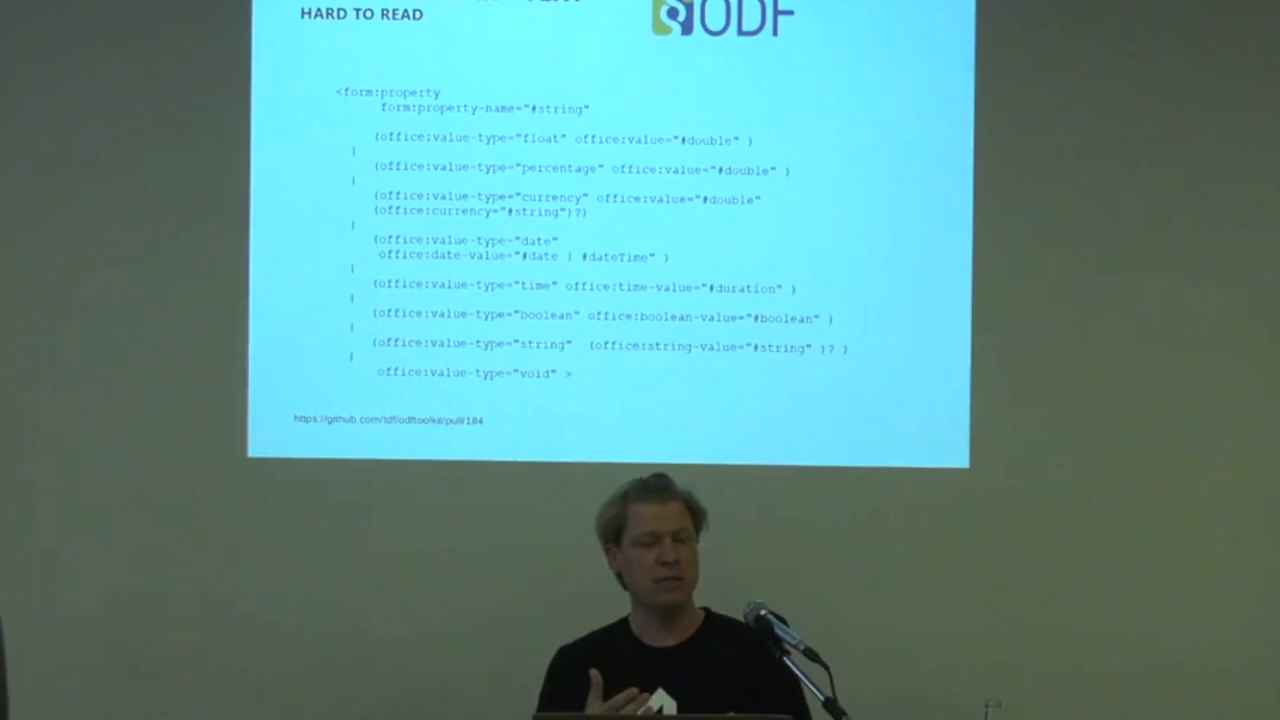 HARD TO READ
ODF
<form:property
form:property-name="#string"
(office:value-type="float" office:value="#double" )
|
(office:value-type="percentage" office:value="#double" )
|
(office:value-type="currency" office:value="#double"
(office:currency="#string")?)
|
(office:value-type="date"
office:date-value="#date | #dateTime" )
|
(office:value-type="time" office:time-value="#duration" )
|
(office:value-type="boolean" office:boolean-value="#boolean" )
|
(office:value-type="string" (office:string-value="#string" )? )
|
office:value-type="void" >
https://github.com/tdf/odftoolkit/pull/184